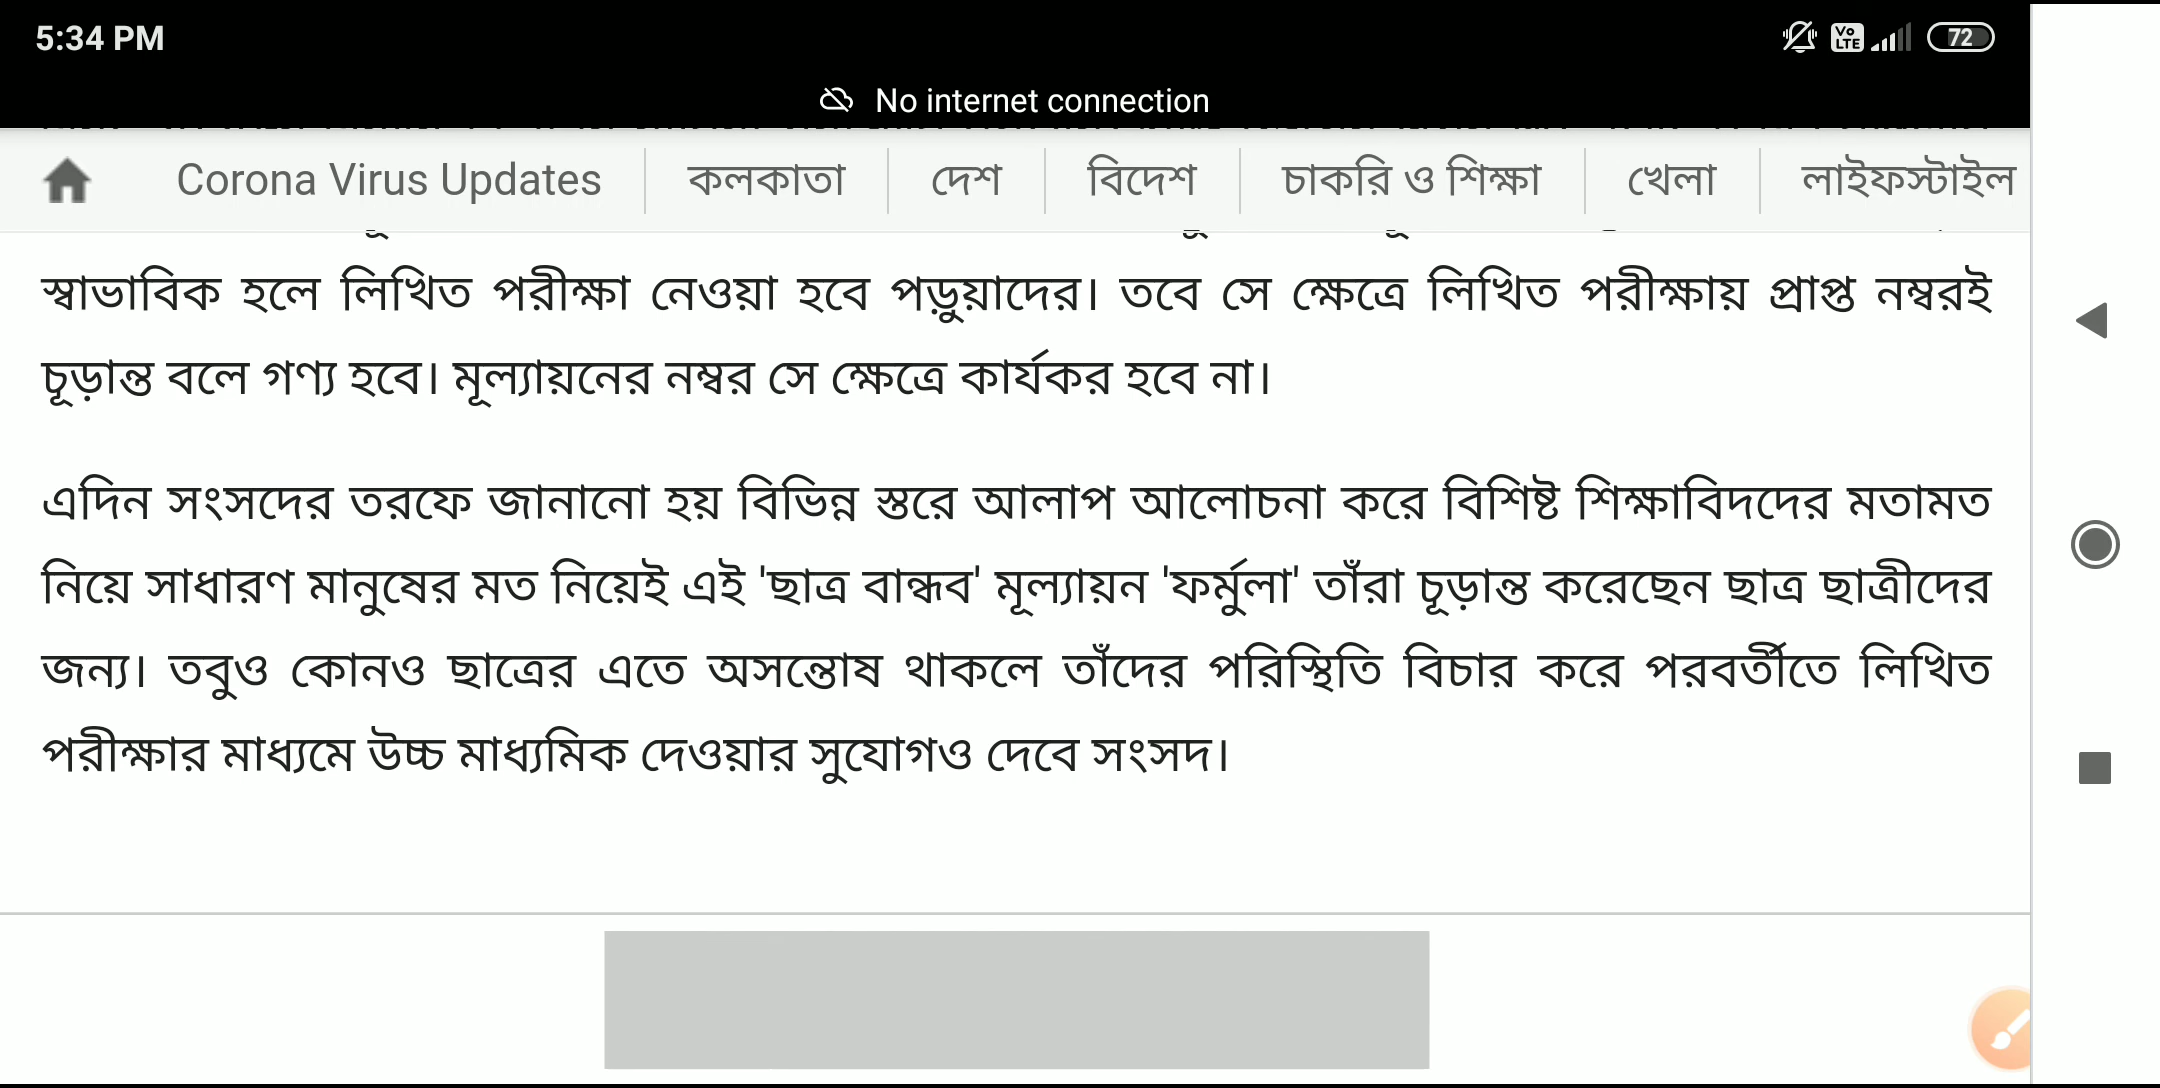 5:34 PM
Vo LTE 72
No internet connection
Corona Virus Updates কলকাতা দেশ বিদেশ চাকরি ও শিক্ষা খেলা লাইফস্টাইল
স্বাভাবিক হলে লিখিত পরীক্ষা নেওয়া হবে পড়ুয়াদের। তবে সে ক্ষেত্রে লিখিত পরীক্ষায় প্রাপ্ত নম্বরই
চূড়ান্ত বলে গণ্য হবে। মূল্যায়নের নম্বর সে ক্ষেত্রে কার্যকর হবে না।
এদিন সংসদের তরফে জানানো হয় বিভিন্ন স্তরে আলাপ আলোচনা করে বিশিষ্ট শিক্ষাবিদদের মতামত
নিয়ে সাধারণ মানুষের মত নিয়েই এই 'ছাত্র বান্ধব' মূল্যায়ন 'ফর্মুলা' তাঁরা চূড়ান্ত করেছেন ছাত্র ছাত্রীদের
জন্য। তবুও কোনও ছাত্রের এতে অসন্তোষ থাকলে তাঁদের পরিস্থিতি বিচার করে পরবর্তীতে লিখিত
পরীক্ষার মাধ্যমে উচ্চ মাধ্যমিক দেওয়ার সুযোগও দেবে সংসদ।